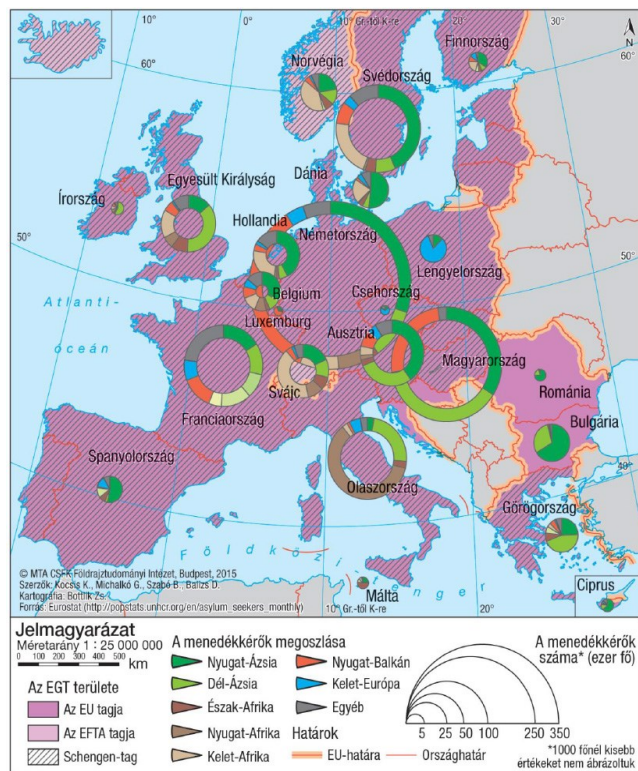 0°
10° Gr.-től K-re
20°
60°
60°
50°
50°
40°
10° Gr.-től K-re
20°
N
Finnország
Norvégia
Svédország
Dánia
Írország
Egyesült Királyság
Hollandia
Németország
Lengyelország
Belgium
Csehország
Luxemburg
Ausztria
Magyarország
Svájc
Franciaország
Románia
Bulgária
Olaszország
Spanyolország
Görögország
Málta
Ciprus
Atlanti-
óceán
Földközi-tenger
© MTA CSFK Földrajztudományi Intézet, Budpest, 2015
Szerzők: Kocsis K., Michalkó G., Szabó B., Balizs D.
Kartográfia: Bottlik Zs.
Forrás: Eurostat (http://popstats.unhcr.org/en/asylum_seekers_monthly)
Jelmagyarázat
Méretarány 1 : 25 000 000
0 100 200 300 400 500 km
Az EGT területe
Az EU tagja
Az EFTA tagja
Schengen-tag
A menedékkérők megoszlása
Nyugat-Ázsia
Dél-Ázsia
Észak-Afrika
Nyugat-Afrika
Kelet-Afrika
Nyugat-Balkán
Kelet-Európa
Egyéb
Határok
EU-határa
Országhatár
A menedékkérők
száma* (ezer fő)
5 25 50 100 250 350
*1000 főnél kisebb
értékeket nem ábrázoltuk